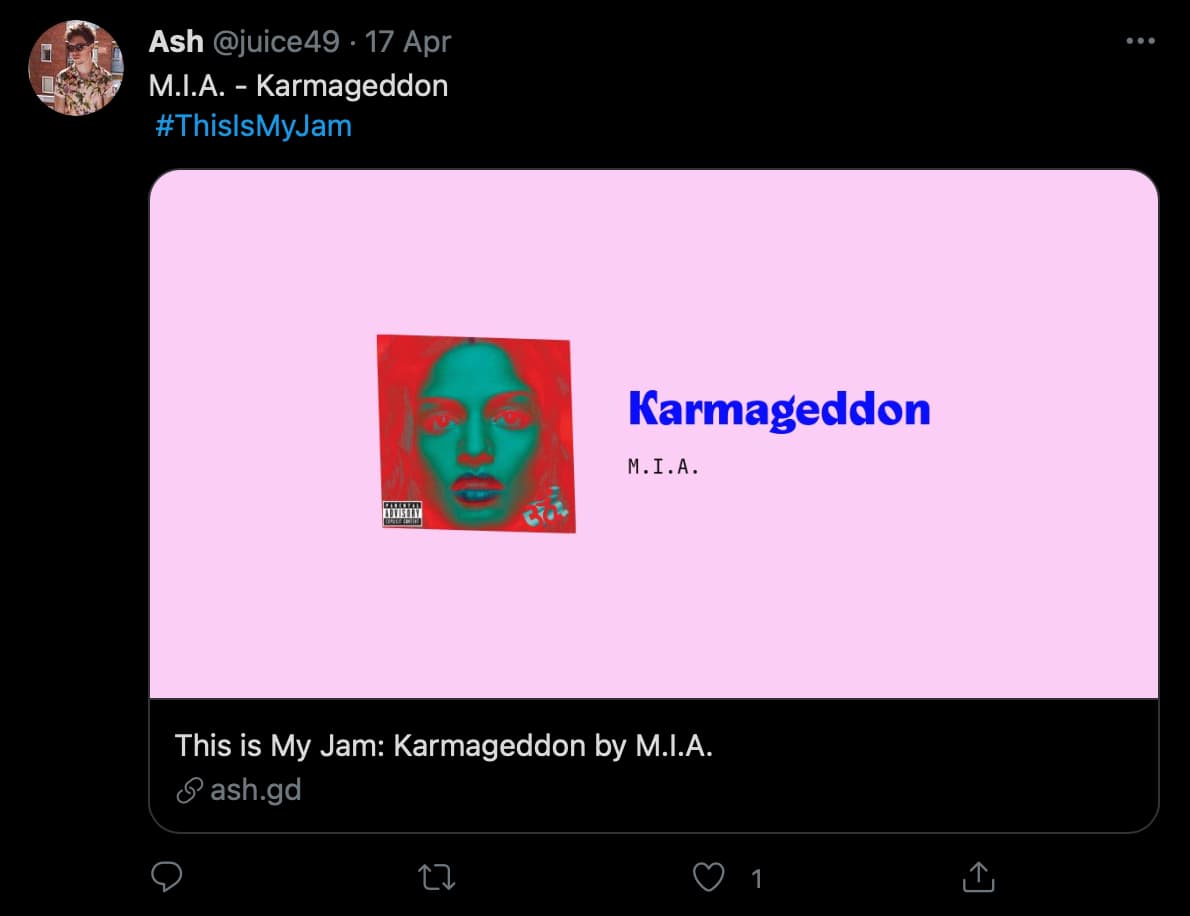 Ash @juice49 · 17 Apr
M.I.A. - Karmageddon
#ThisIsMyJam
Karmageddon
M.I.A.
PARENTAL
ADVISORY
EXPLICIT CONTENT
This is My Jam: Karmageddon by M.I.A.
ash.gd
1